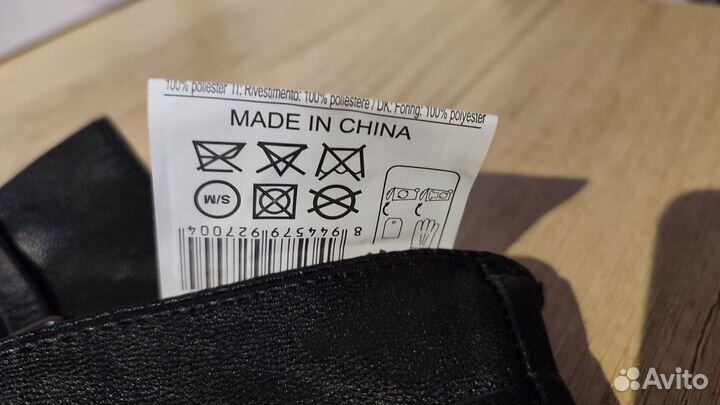 100% poliester IT: Rivestimento: 100% poliestere / DK: Foring: 100% polyester
MADE IN CHINA
S/M
8 944579 927004
Avito